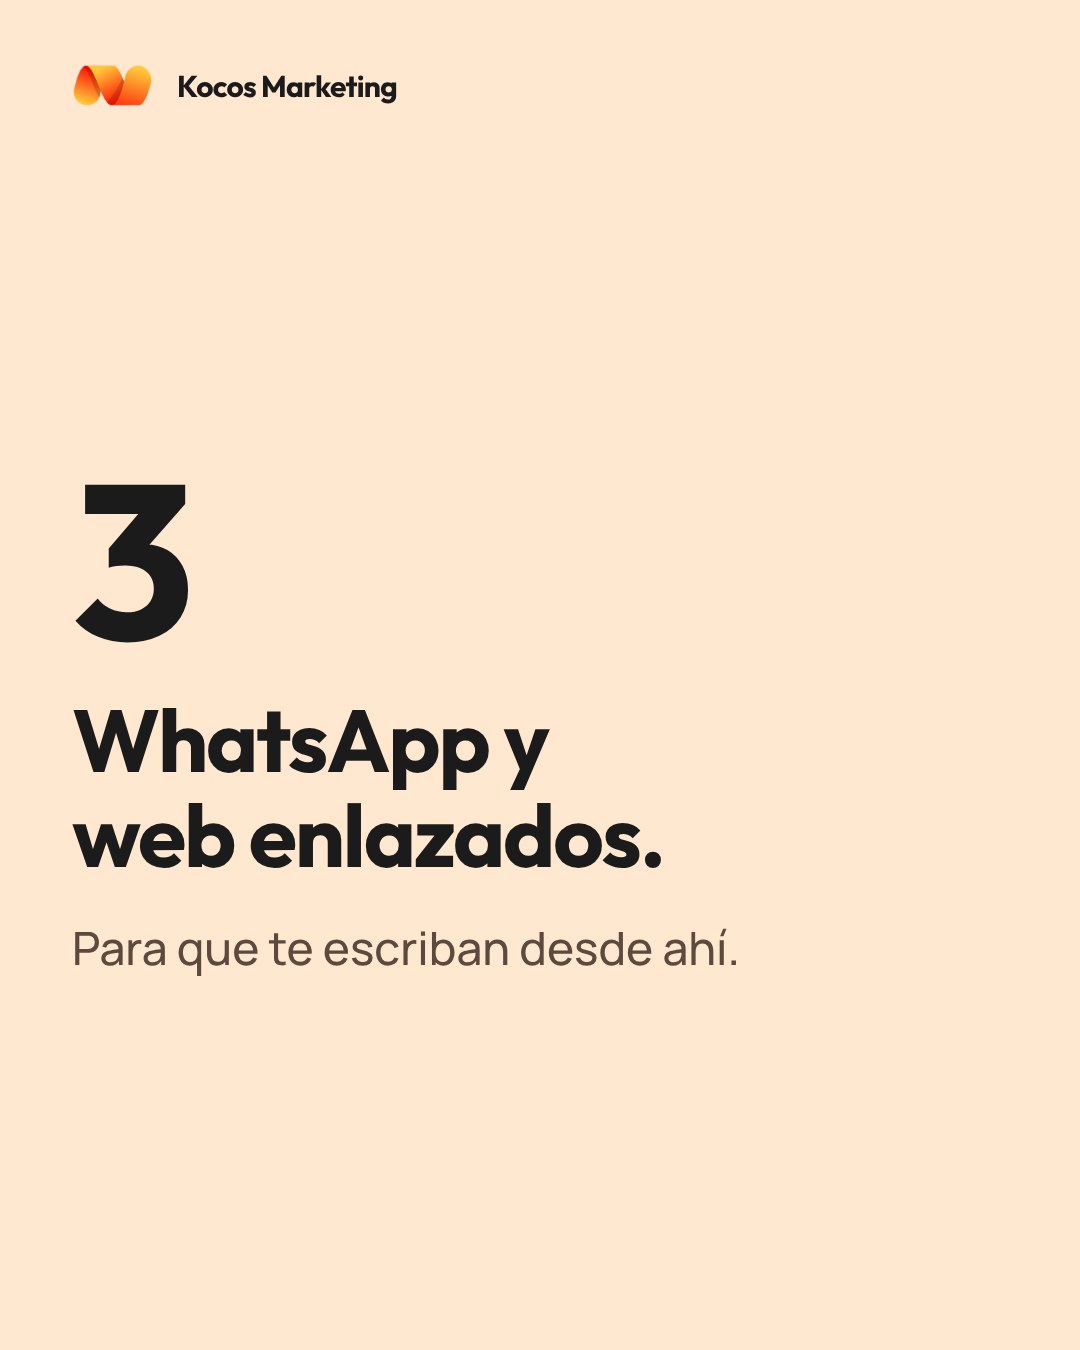 Kocos Marketing
3
WhatsApp y
web enlazados.
Para que te escriban desde ahí.